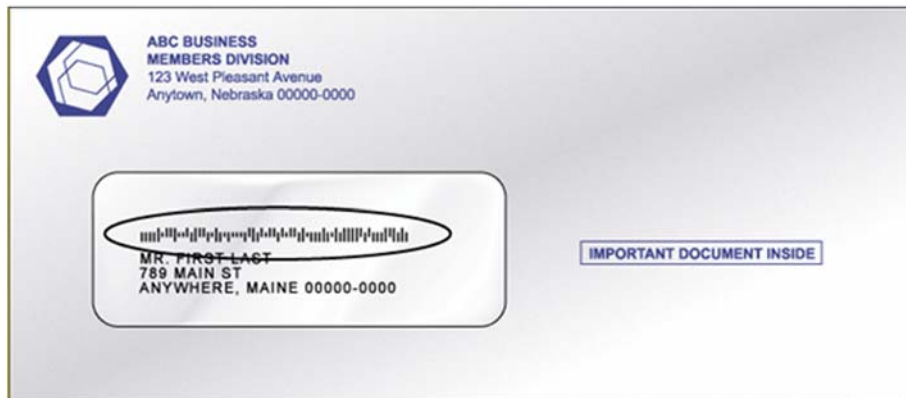 ABC BUSINESS
MEMBERS DIVISION
123 West Pleasant Avenue
Anytown, Nebraska 00000-0000
MR. FIRST LAST
789 MAIN ST
ANYWHERE, MAINE 00000-0000
IMPORTANT DOCUMENT INSIDE